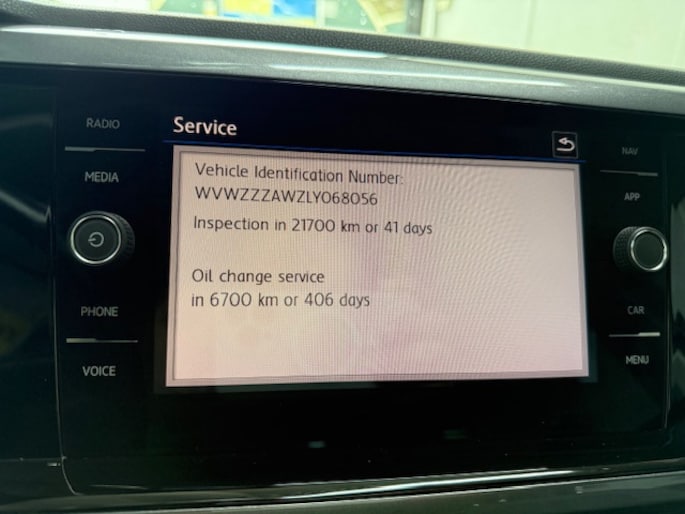 RADIO
Service
NAV
MEDIA
Vehicle Identification Number:
WVWZZZAWZLY068056
APP
Inspection in 21700 km or 41 days
Oil change service
in 6700 km or 406 days
PHONE
CAR
VOICE
MENU